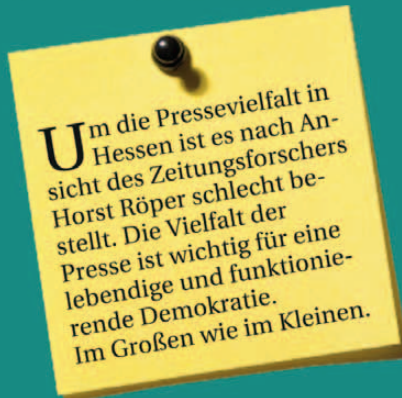 Um die Pressevielfalt in
Hessen ist es nach An-
sicht des Zeitungsforschers
Horst Röper schlecht be-
stellt. Die Vielfalt der
Presse ist wichtig für eine
lebendige und funktionie-
rende Demokratie.
Im Großen wie im Kleinen.